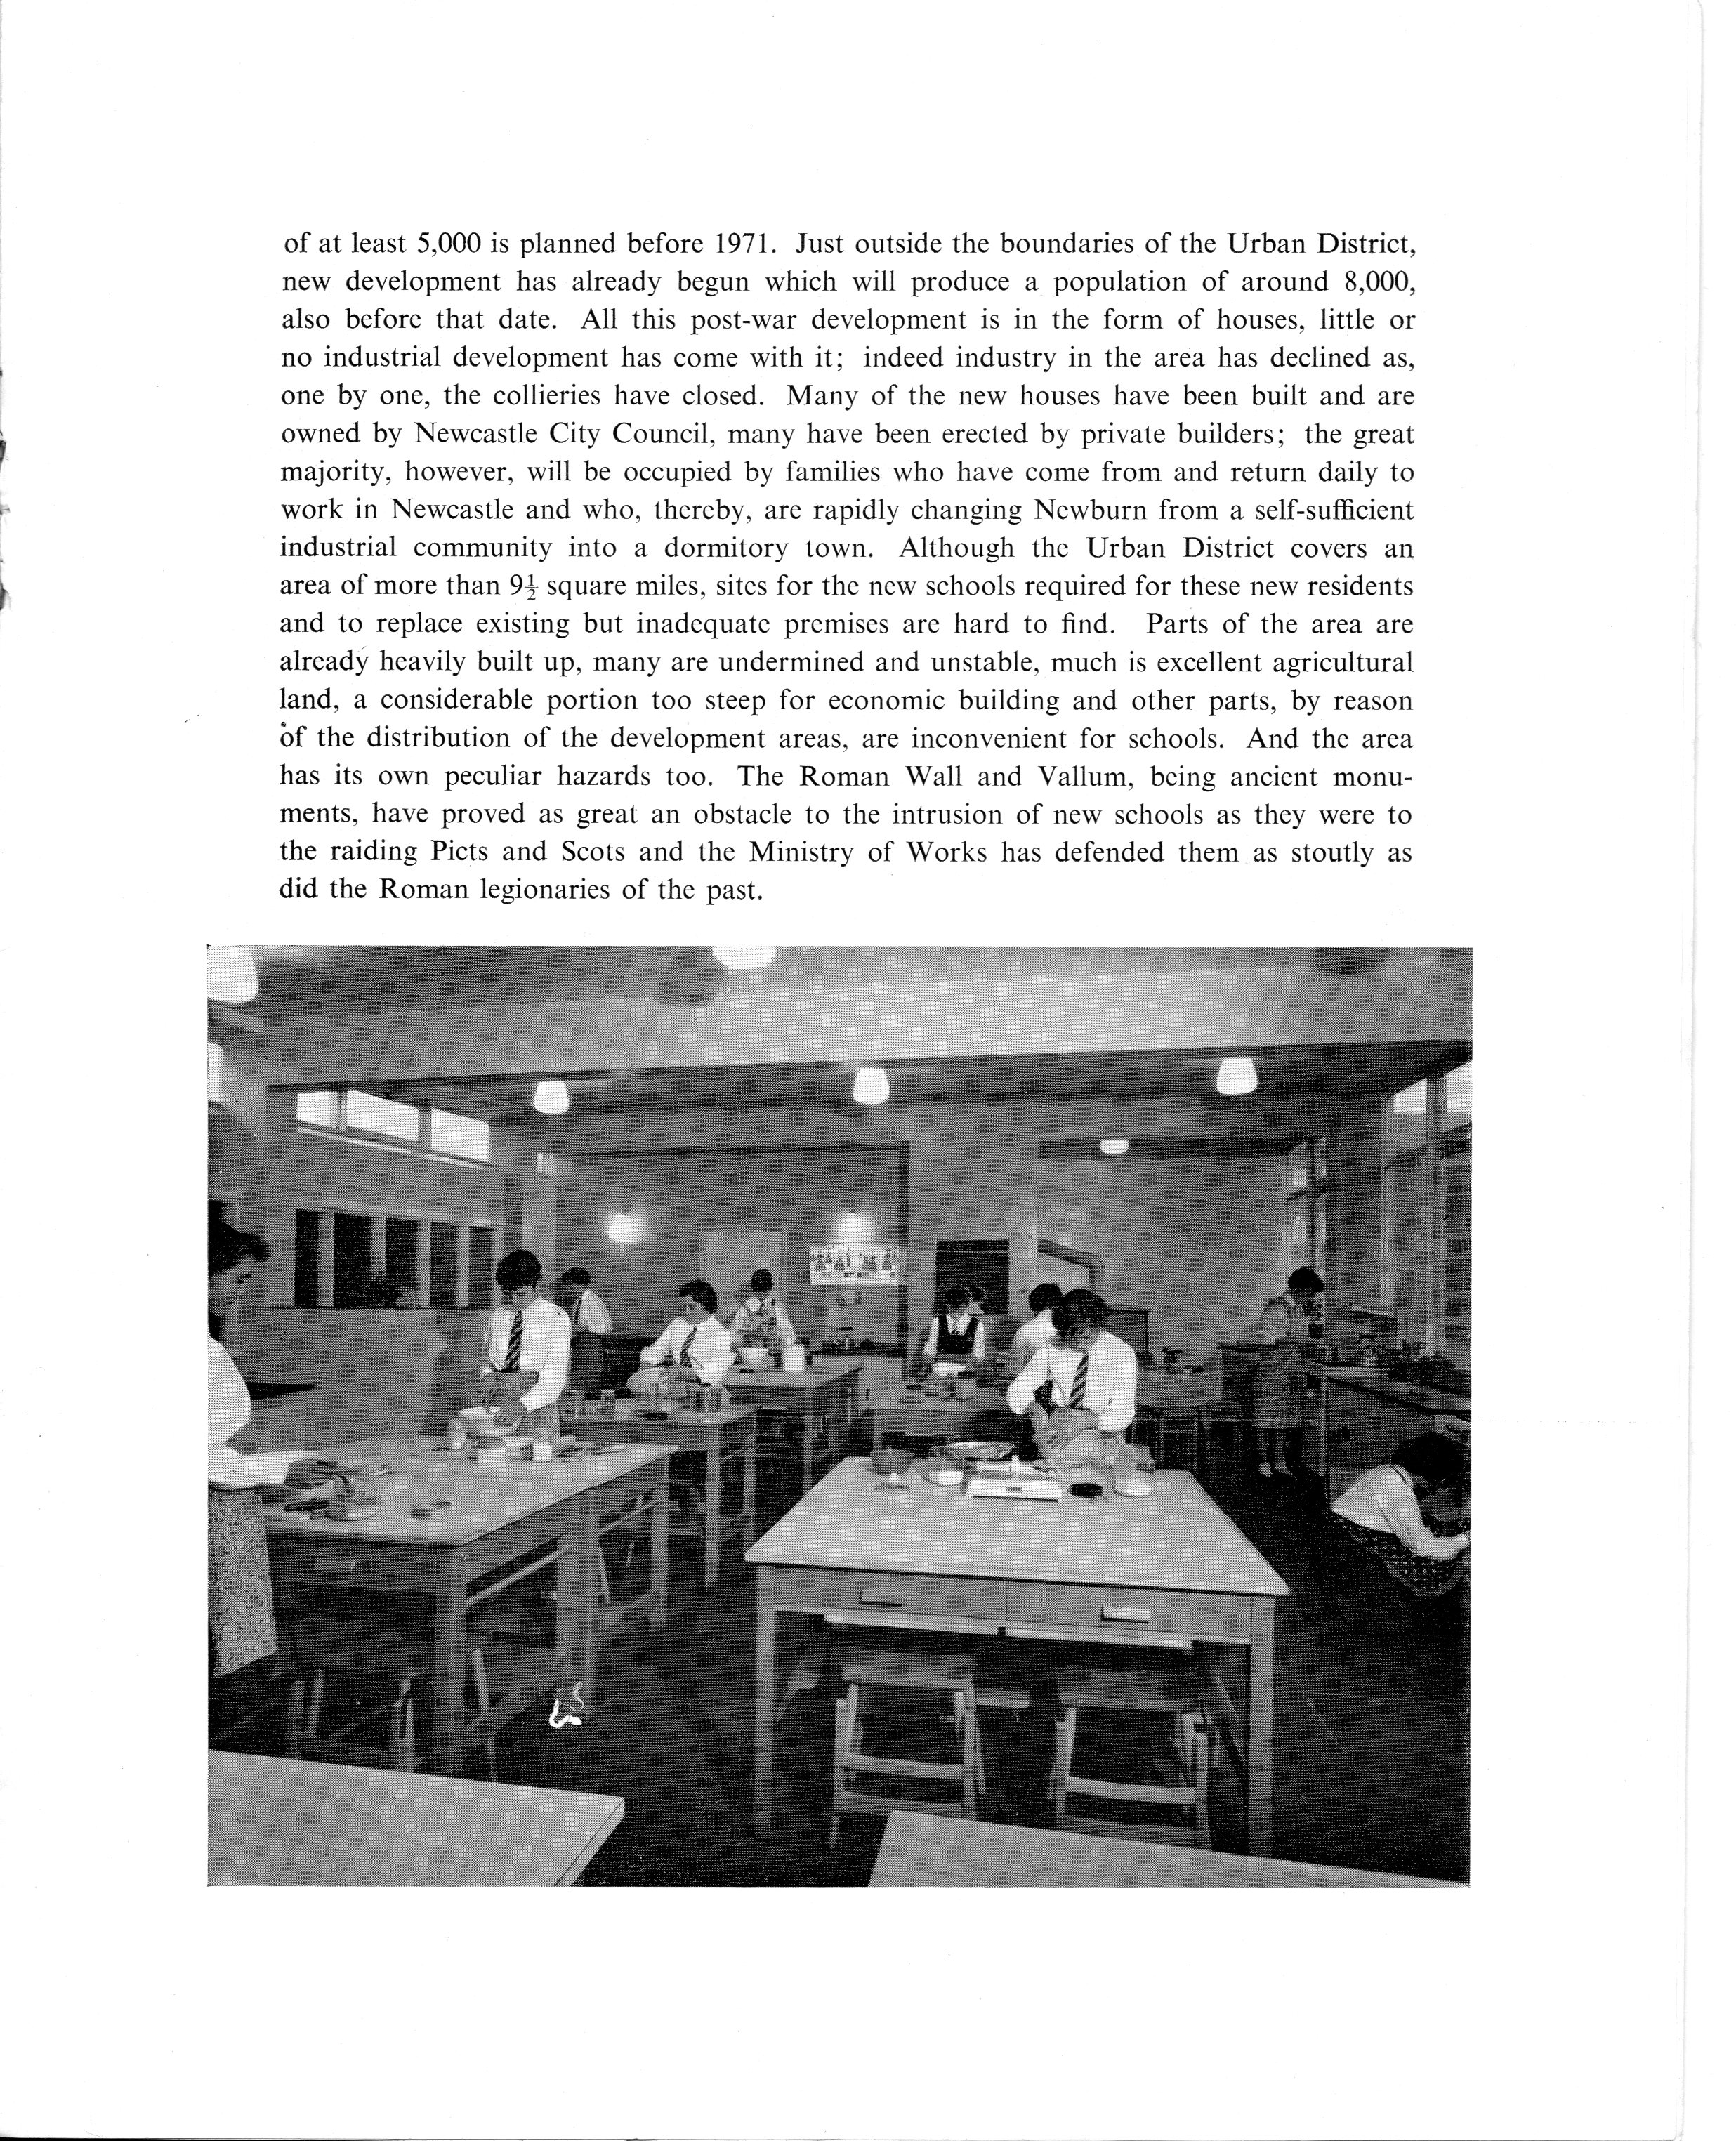 of at least 5,000 is planned before 1971. Just outside the boundaries of the Urban District,
new development has already begun which will produce a population of around 8,000,
also before that date. All this post-war development is in the form of houses, little or
no industrial development has come with it; indeed industry in the area has declined as,
one by one, the collieries have closed. Many of the new houses have been built and are
owned by Newcastle City Council, many have been erected by private builders; the great
majority, however, will be occupied by families who have come from and return daily to
work in Newcastle and who, thereby, are rapidly changing Newburn from a self-sufficient
industrial community into a dormitory town. Although the Urban District covers an
area of more than 9½ square miles, sites for the new schools required for these new residents
and to replace existing but inadequate premises are hard to find. Parts of the area are
already heavily built up, many are undermined and unstable, much is excellent agricultural
land, a considerable portion too steep for economic building and other parts, by reason
of the distribution of the development areas, are inconvenient for schools. And the area
has its own peculiar hazards too. The Roman Wall and Vallum, being ancient monu-
ments, have proved as great an obstacle to the intrusion of new schools as they were to
the raiding Picts and Scots and the Ministry of Works has defended them as stoutly as
did the Roman legionaries of the past.